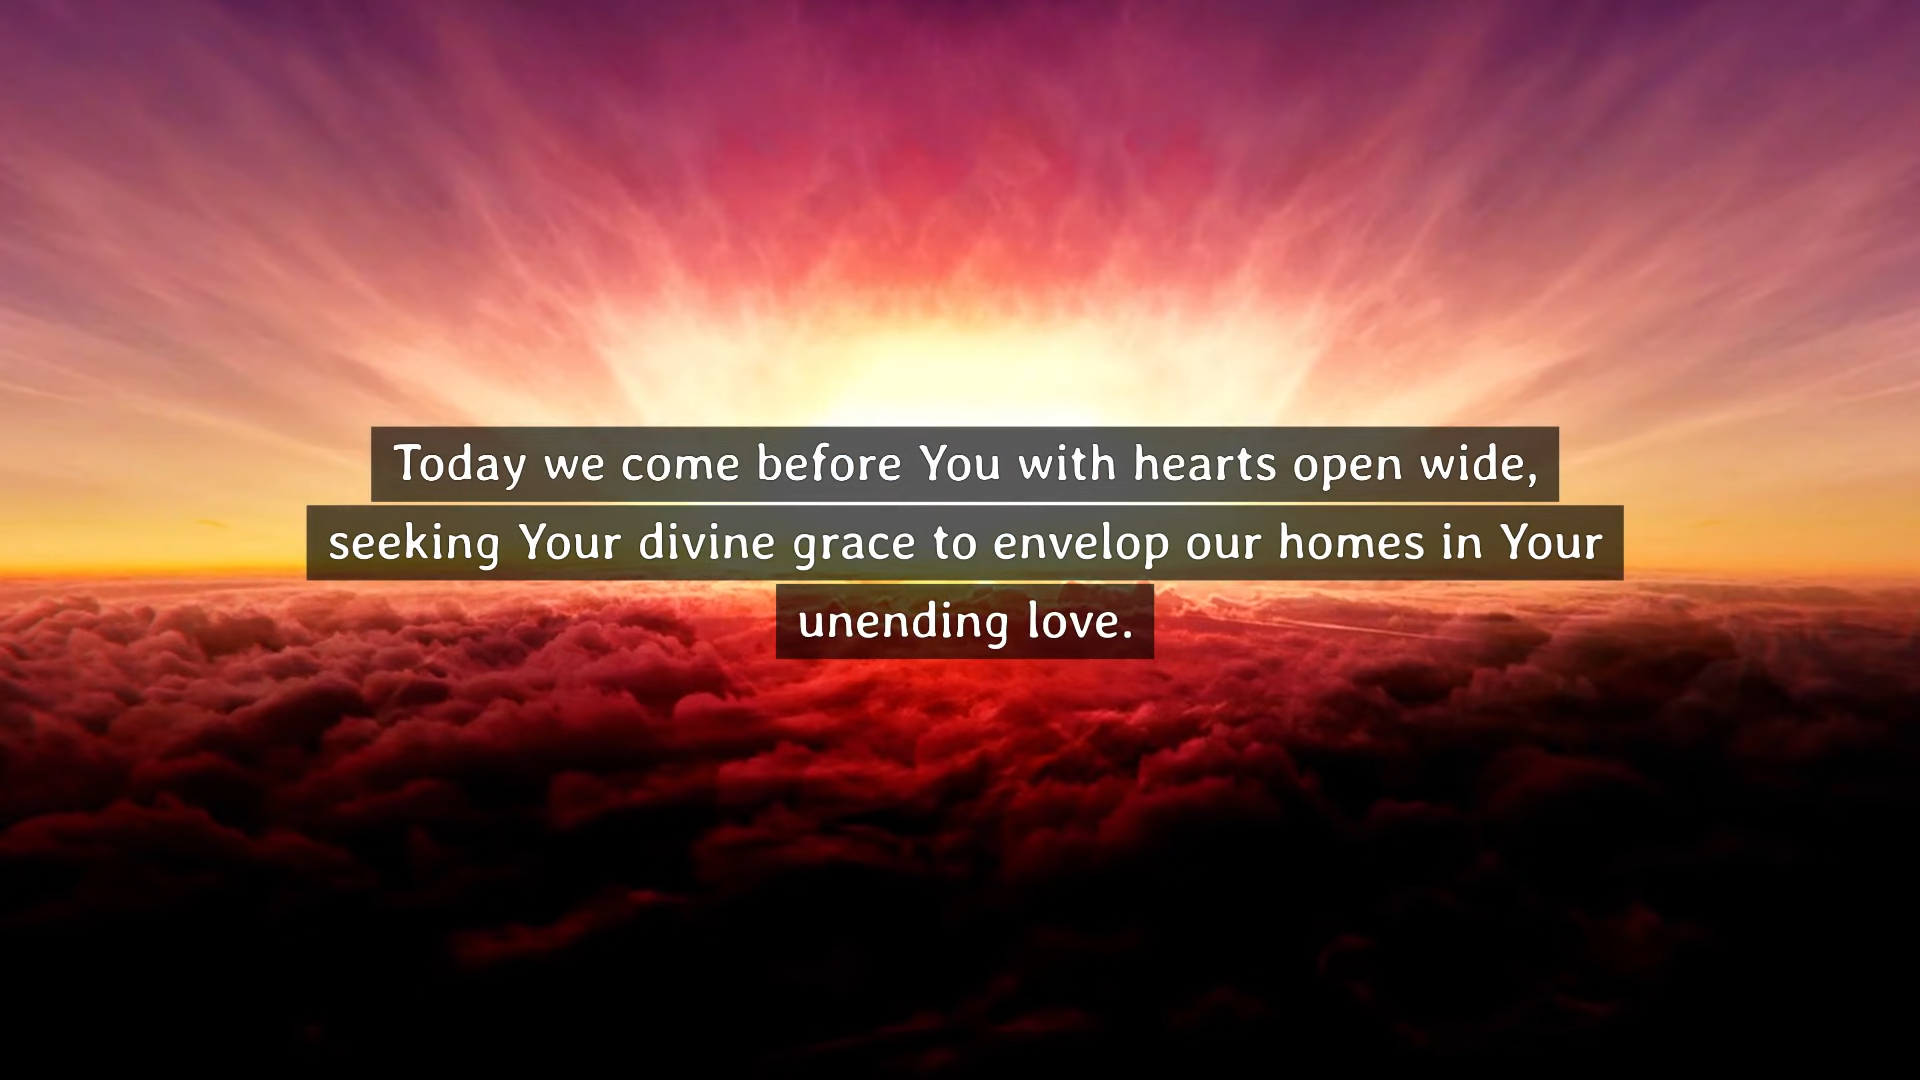 Today we come before You with hearts open wide,
seeking Your divine grace to envelop our homes in Your
unending love.